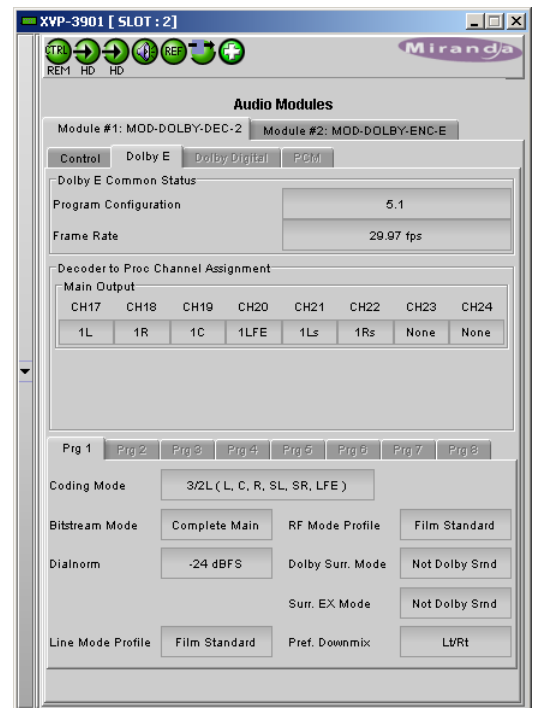 XVP-3901 [ SLOT : 2]
CTRL REF
REM HD HD
Miranda
Audio Modules
Module #1: MOD-DOLBY-DEC-2 Module #2: MOD-DOLBY-ENC-E
Control Dolby E Dolby Digital PCM
Dolby E Common Status
Program Configuration 5.1
Frame Rate 29.97 fps
Decoder to Proc Channel Assignment
Main Output
CH17 CH18 CH19 CH20 CH21 CH22 CH23 CH24
1L 1R 1C 1LFE 1Ls 1Rs None None
Prg 1 Prg 2 Prg 3 Prg 4 Prg 5 Prg 6 Prg 7 Prg 8
Coding Mode 3/2L ( L, C, R, SL, SR, LFE )
Bitstream Mode Complete Main RF Mode Profile Film Standard
Dialnorm -24 dBFS Dolby Surr. Mode Not Dolby Srnd
Surr. EX Mode Not Dolby Srnd
Line Mode Profile Film Standard Pref. Downmix Lt/Rt